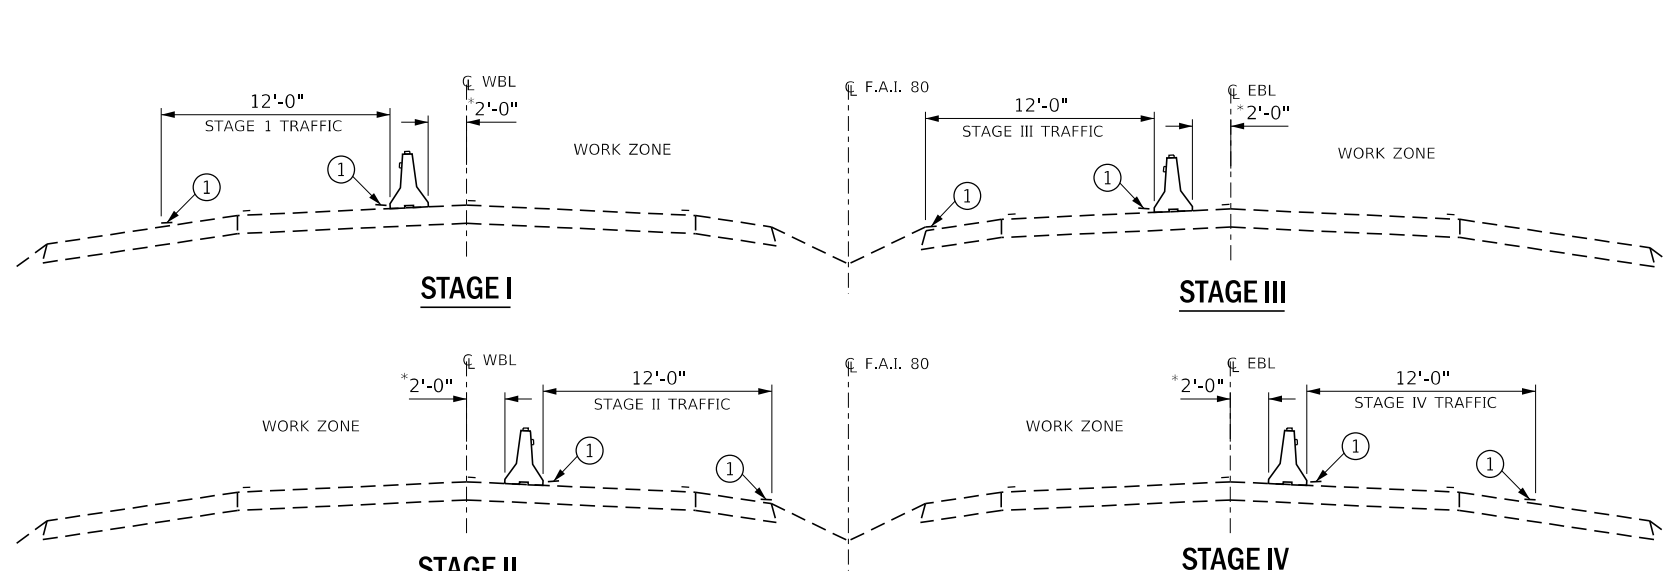 ℄ WBL
12'-0"
*2'-0"
STAGE 1 TRAFFIC
WORK ZONE
1
1
STAGE I
℄ F.A.I. 80
℄ EBL
12'-0"
*2'-0"
STAGE III TRAFFIC
WORK ZONE
1
1
STAGE III
℄ WBL
*2'-0"
12'-0"
STAGE II TRAFFIC
WORK ZONE
1
1
STAGE II
℄ F.A.I. 80
℄ EBL
*2'-0"
12'-0"
STAGE IV TRAFFIC
WORK ZONE
1
1
STAGE IV